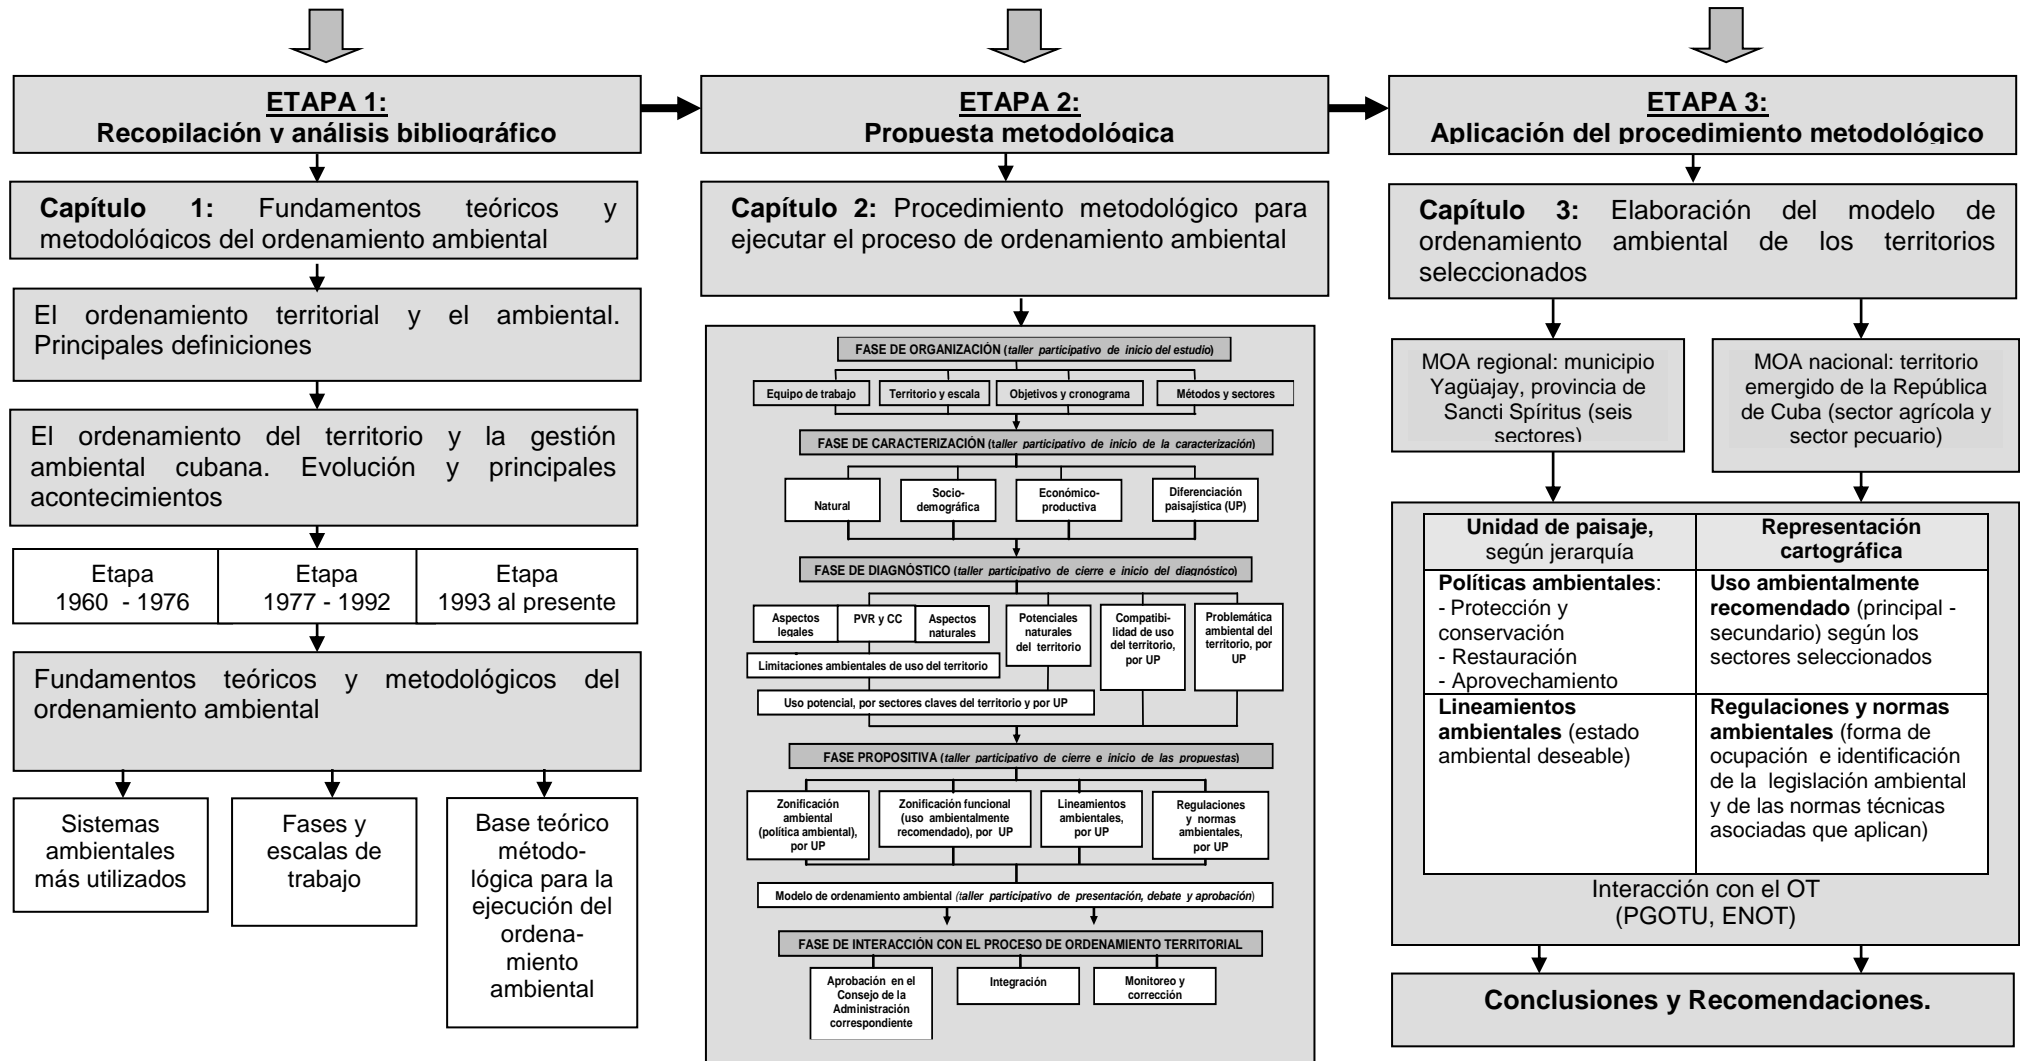 ETAPA 1:
Recopilación y análisis bibliográfico
Capítulo 1: Fundamentos teóricos y
metodológicos del ordenamiento ambiental
El ordenamiento territorial y el ambiental.
Principales definiciones
El ordenamiento del territorio y la gestión
ambiental cubana. Evolución y principales
acontecimientos
Etapa
1960 - 1976
Etapa
1977 - 1992
Etapa
1993 al presente
Fundamentos teóricos y metodológicos del
ordenamiento ambiental
Sistemas
ambientales
más utilizados
Fases y
escalas de
trabajo
Base teórico
método-
lógica para la
ejecución del
ordena-
miento
ambiental
ETAPA 2:
Propuesta metodológica
Capítulo 2: Procedimiento metodológico para
ejecutar el proceso de ordenamiento ambiental
FASE DE ORGANIZACIÓN (taller participativo de inicio del estudio)
Equipo de trabajo
Territorio y escala
Objetivos y cronograma
Métodos y sectores
FASE DE CARACTERIZACIÓN (taller participativo de inicio de la caracterización)
Natural
Socio-
demográfica
Económico-
productiva
Diferenciación
paisajística (UP)
FASE DE DIAGNÓSTICO (taller participativo de cierre e inicio del diagnóstico)
Aspectos
legales
PVR y CC
Aspectos
naturales
Potenciales
naturales
del territorio
Compatibi-
lidad de uso
del territorio,
por UP
Problemática
ambiental del
territorio, por
UP
Limitaciones ambientales de uso del territorio
Uso potencial, por sectores claves del territorio y por UP
FASE PROPOSITIVA (taller participativo de cierre e inicio de las propuestas)
Zonificación
ambiental
(política ambiental),
por UP
Zonificación funcional
(uso ambientalmente
recomendado), por UP
Lineamientos
ambientales,
por UP
Regulaciones
y normas
ambientales,
por UP
Modelo de ordenamiento ambiental (taller participativo de presentación, debate y aprobación)
FASE DE INTERACCIÓN CON EL PROCESO DE ORDENAMIENTO TERRITORIAL
Aprobación en el
Consejo de la
Administración
correspondiente
Integración
Monitoreo y
corrección
ETAPA 3:
Aplicación del procedimiento metodológico
Capítulo 3: Elaboración del modelo de
ordenamiento ambiental de los territorios
seleccionados
MOA regional: municipio
Yagüajay, provincia de
Sancti Spíritus (seis
sectores)
MOA nacional: territorio
emergido de la República
de Cuba (sector agrícola y
sector pecuario)
Unidad de paisaje,
según jerarquía
Representación
cartográfica
Políticas ambientales:
- Protección y
conservación
- Restauración
- Aprovechamiento
Uso ambientalmente
recomendado (principal -
secundario) según los
sectores seleccionados
Lineamientos
ambientales (estado
ambiental deseable)
Regulaciones y normas
ambientales (forma de
ocupación e identificación
de la legislación ambiental
y de las normas técnicas
asociadas que aplican)
Interacción con el OT
(PGOTU, ENOT)
Conclusiones y Recomendaciones.